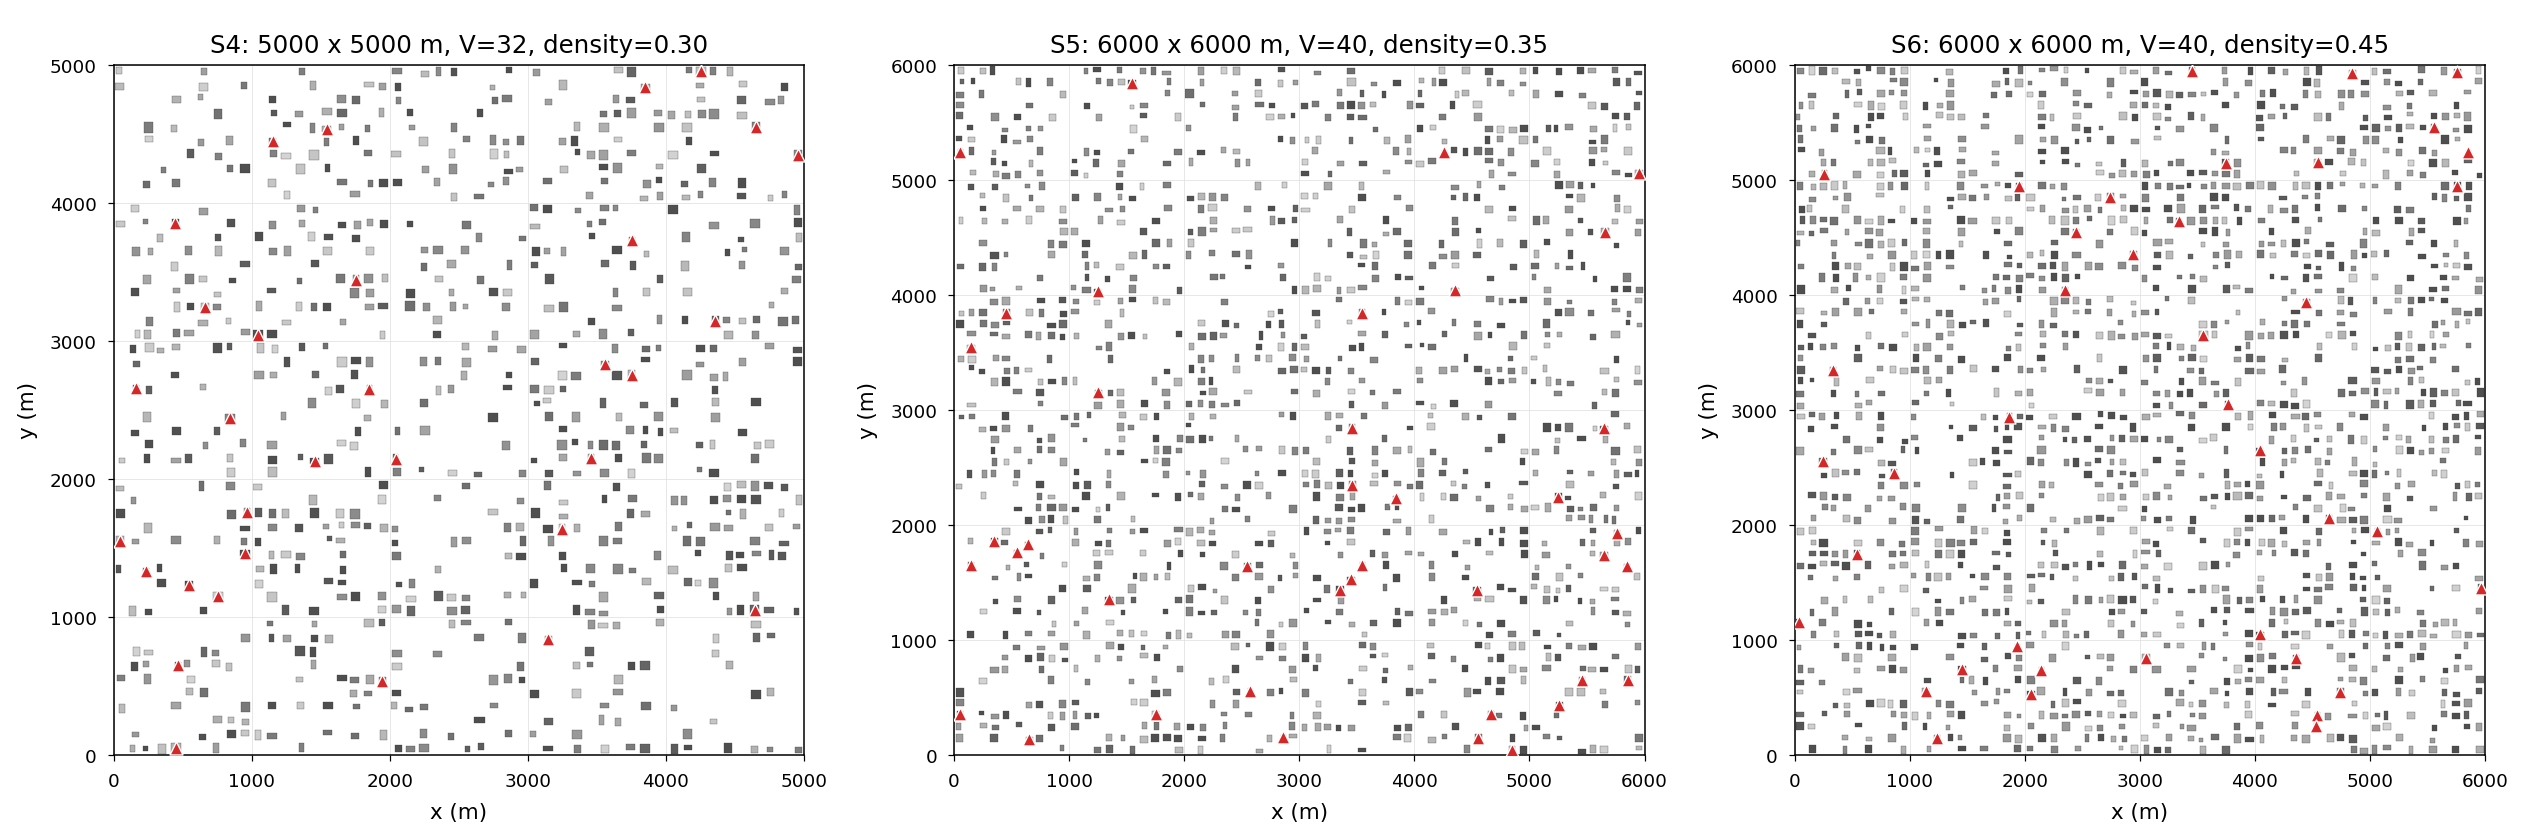 S4: 5000 x 5000 m, V=32, density=0.30
5000
4000
3000
2000
1000
0
y (m)
0 1000 2000 3000 4000 5000
x (m)
S5: 6000 x 6000 m, V=40, density=0.35
6000
5000
4000
3000
2000
1000
0
y (m)
0 1000 2000 3000 4000 5000 6000
x (m)
S6: 6000 x 6000 m, V=40, density=0.45
6000
5000
4000
3000
2000
1000
0
y (m)
0 1000 2000 3000 4000 5000 6000
x (m)